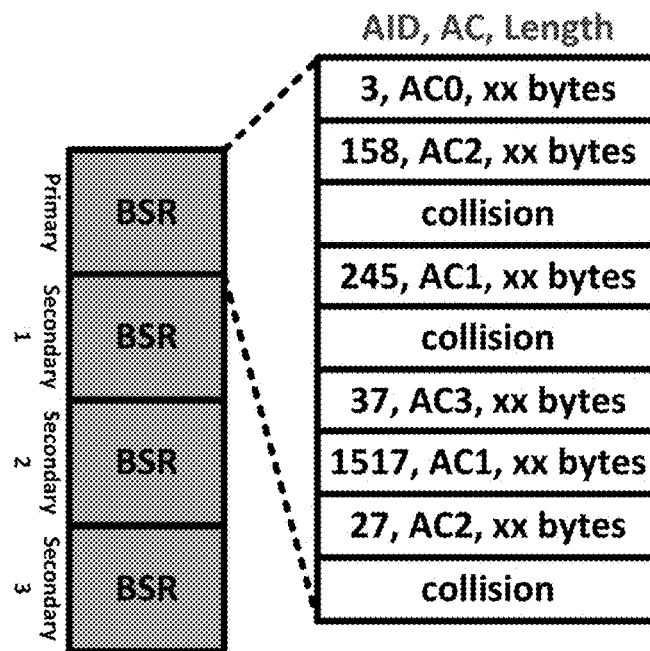 AID, AC, Length
3, AC0, xx bytes
158, AC2, xx bytes
collision
245, AC1, xx bytes
collision
37, AC3, xx bytes
1517, AC1, xx bytes
27, AC2, xx bytes
collision
Primary
BSR
Secondary
1
BSR
Secondary
2
BSR
Secondary
3
BSR